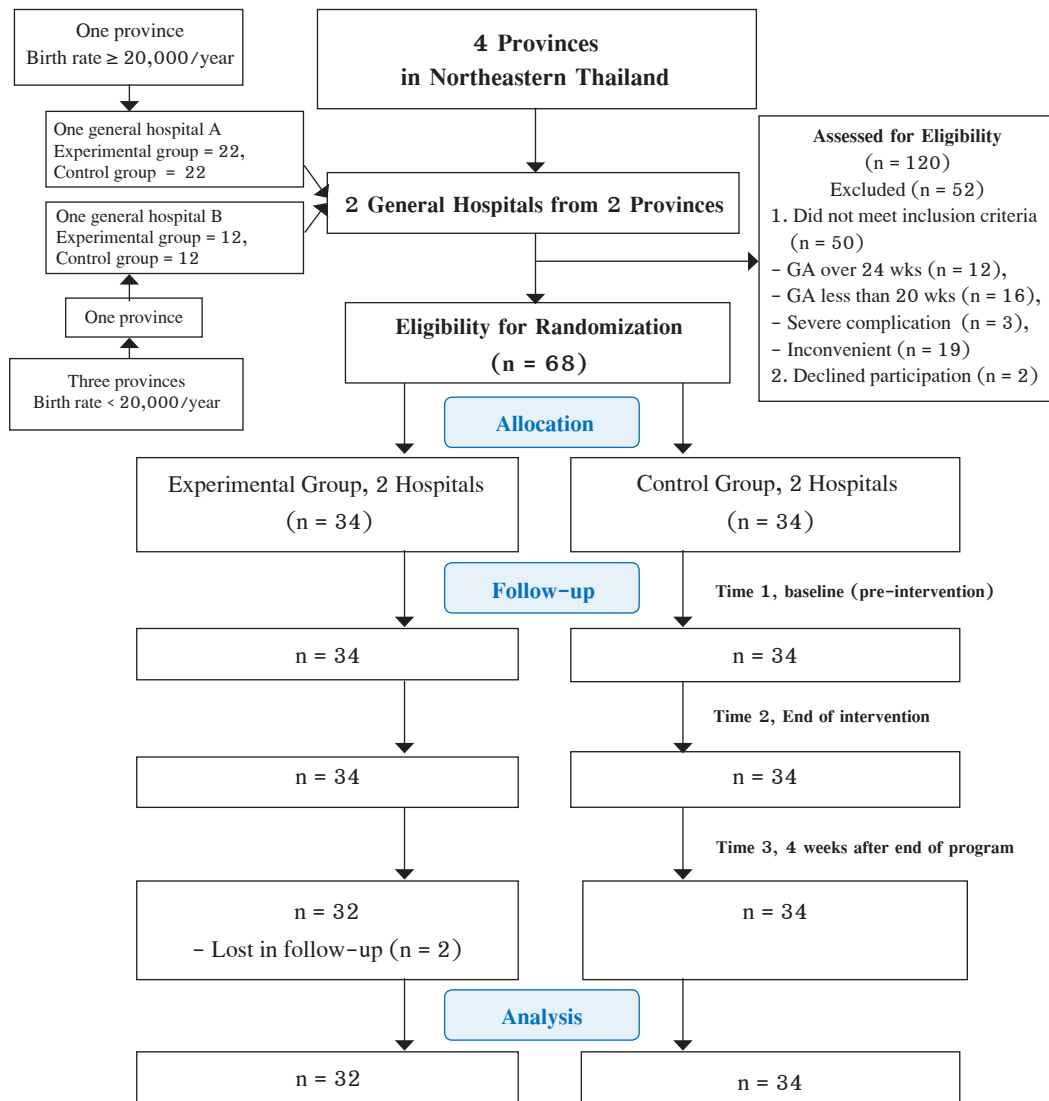 One province
Birth rate ≥ 20,000/year
4 Provinces
in Northeastern Thailand
One general hospital A
Experimental group = 22,
Control group = 22
One general hospital B
Experimental group = 12,
Control group = 12
One province
Three provinces
Birth rate < 20,000/year
2 General Hospitals from 2 Provinces
Assessed for Eligibility
(n = 120)
Excluded (n = 52)
1. Did not meet inclusion criteria
(n = 50)
- GA over 24 wks (n = 12),
- GA less than 20 wks (n = 16),
- Severe complication (n = 3),
- Inconvenient (n = 19)
2. Declined participation (n = 2)
Eligibility for Randomization
(n = 68)
Allocation
Experimental Group, 2 Hospitals
(n = 34)
Control Group, 2 Hospitals
(n = 34)
Follow-up
Time 1, baseline (pre-intervention)
n = 34
n = 34
Time 2, End of intervention
n = 34
n = 34
Time 3, 4 weeks after end of program
n = 32
- Lost in follow-up (n = 2)
n = 34
Analysis
n = 32
n = 34